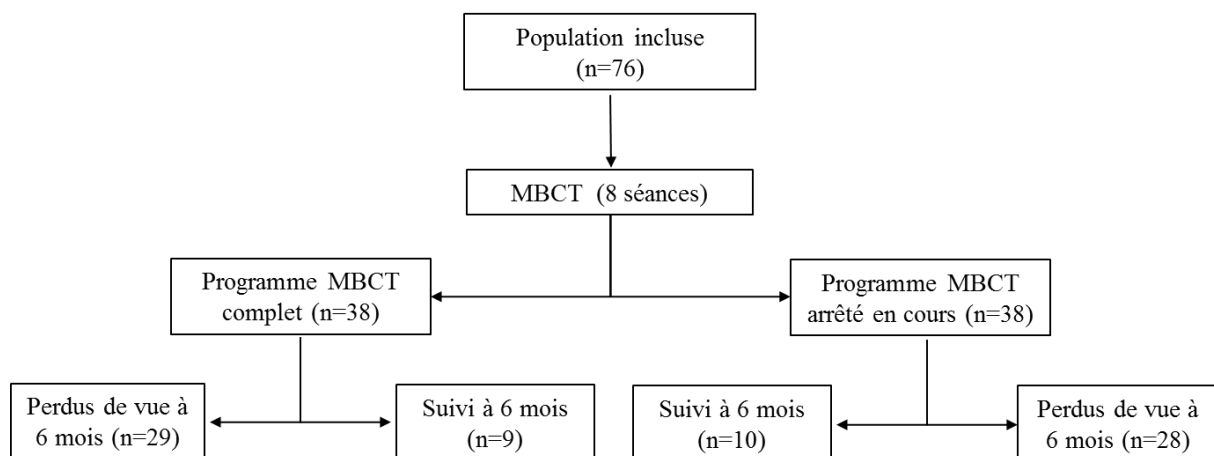 Population incluse
(n=76)
MBCT (8 séances)
Programme MBCT
complet (n=38)
Programme MBCT
arrêté en cours (n=38)
Perdus de vue à
6 mois (n=29)
Suivi à 6 mois
(n=9)
Suivi à 6 mois
(n=10)
Perdus de vue à
6 mois (n=28)